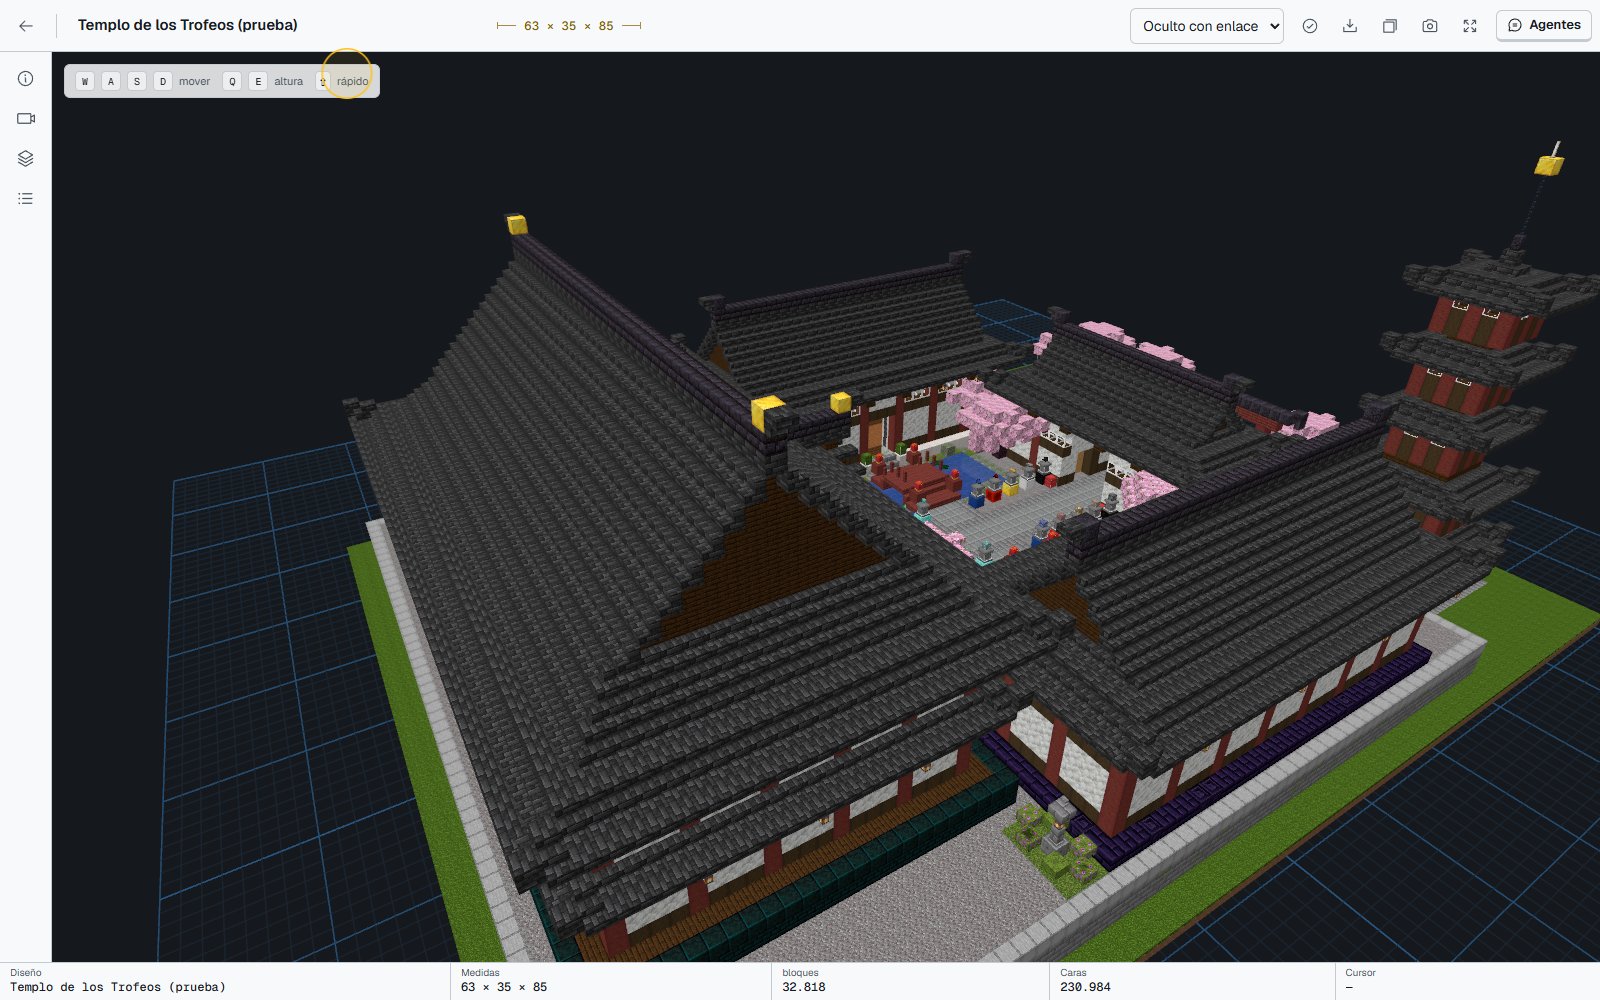 Templo de los Trofeos (prueba)
63 × 35 × 85
Oculto con enlace
Agentes
W A S D mover Q E altura ⇧ rápido
Diseño
Templo de los Trofeos (prueba)
Medidas
63 × 35 × 85
bloques
32.818
Caras
230.984
Cursor
—